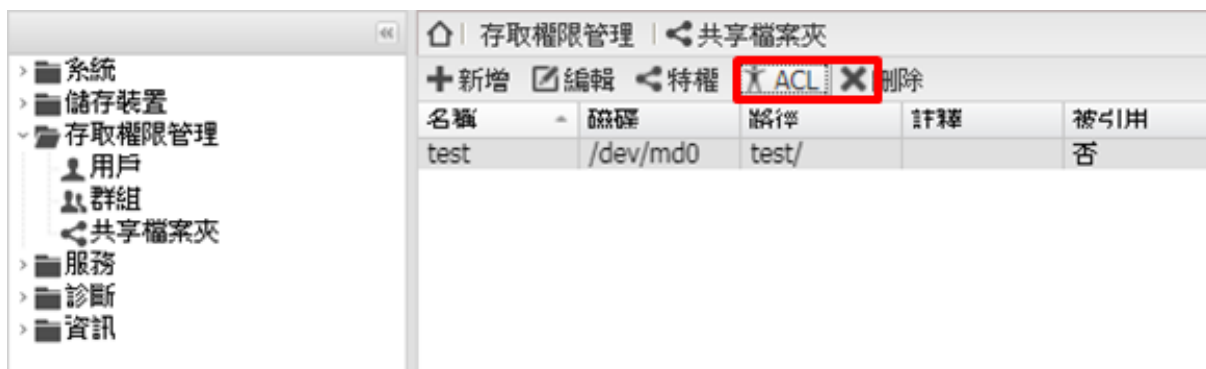 存取權限管理 共享檔案夾
新增 編輯 特權 ACL 刪除
名稱 磁碟 路徑 註釋 被引用
test /dev/md0 test/ 否
系統
儲存裝置
存取權限管理
用戶
群組
共享檔案夾
服務
診斷
資訊